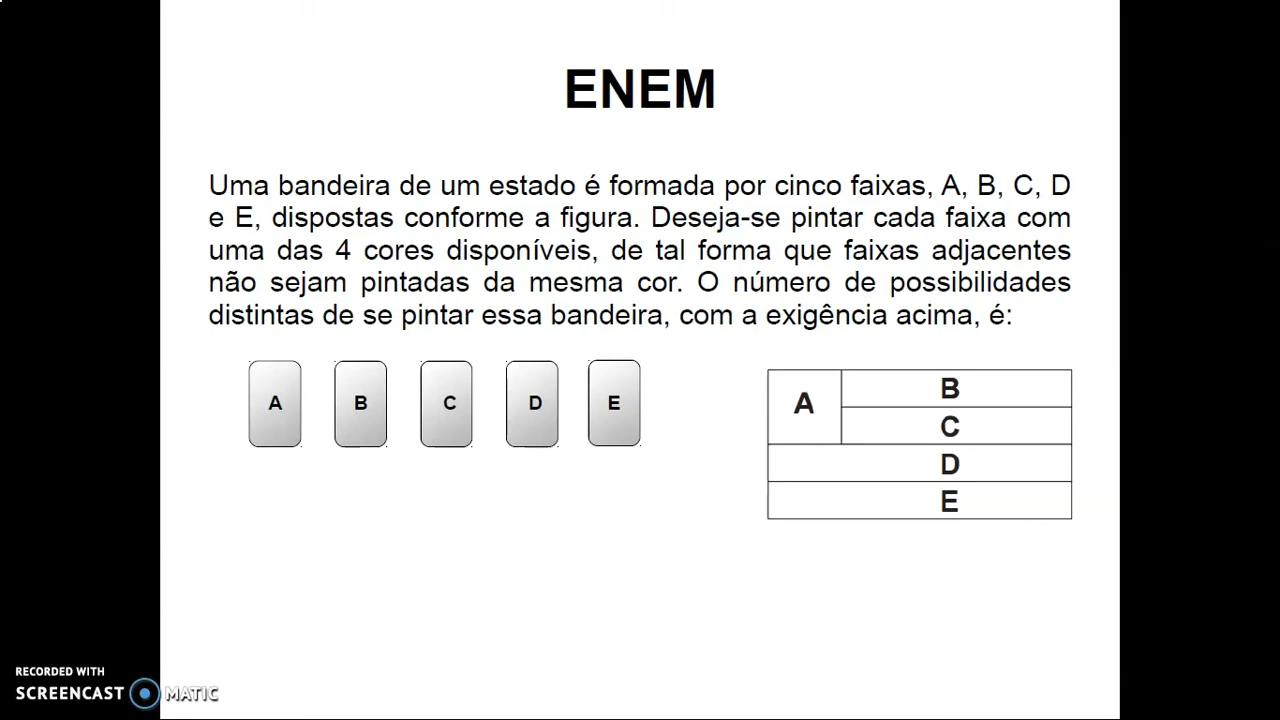 ENEM
Uma bandeira de um estado é formada por cinco faixas, A, B, C, D
e E, dispostas conforme a figura. Deseja-se pintar cada faixa com
uma das 4 cores disponíveis, de tal forma que faixas adjacentes
não sejam pintadas da mesma cor. O número de possibilidades
distintas de se pintar essa bandeira, com a exigência acima, é:
A B C D E
A
B
C
D
E
RECORDED WITH
SCREENCAST MATIC